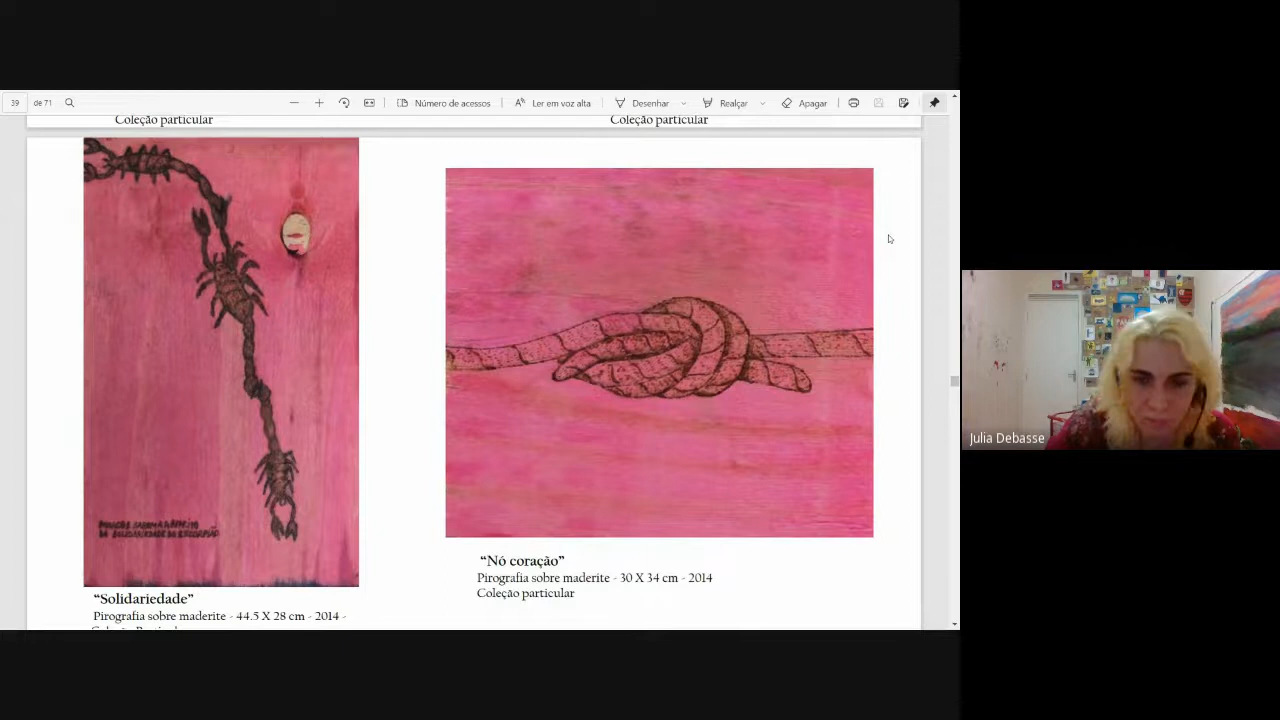 39 de 71 Número de acessos Ler em voz alta Desenhar Realçar Apagar
Coleção particular Coleção particular
“Solidariedade”
Pirografia sobre maderite - 44.5 X 28 cm - 2014 -
“Nó coração”
Pirografia sobre maderite - 30 X 34 cm - 2014
Coleção particular
Julia Debasse